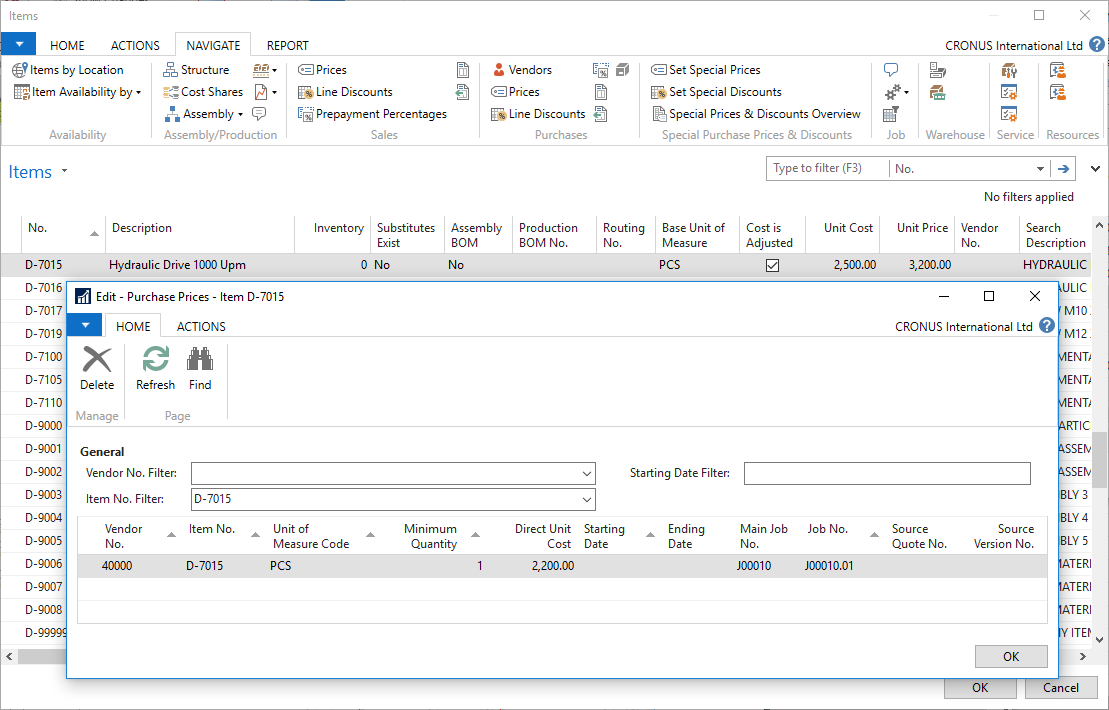 Items
HOME ACTIONS NAVIGATE REPORT CRONUS International Ltd ?
Items by Location Structure Prices Vendors Set Special Prices
Item Availability by Cost Shares Line Discounts Prices Set Special Discounts
Assembly Prepayment Percentages Line Discounts Special Prices & Discounts Overview
Availability Assembly/Production Sales Purchases Special Purchase Prices & Discounts Job Warehouse Service Resources
Items Type to filter (F3) No.
No filters applied
No. Description Inventory Substitutes Exist Assembly BOM Production BOM No. Routing No. Base Unit of Measure Cost is Adjusted Unit Cost Unit Price Vendor No. Search Description
D-7015 Hydraulic Drive 1000 Upm 0 No No PCS 2,500.00 3,200.00 HYDRAULIC
D-7016 AULIC
D-7017 M10
D-7019 M12
D-7100 MENTA
D-7105 MENTA
D-7110 MENTA
D-9000 ARTIC
D-9001 ASSEM
D-9002 ASSEM
D-9003 BLY 3
D-9004 BLY 4
D-9005 BLY 5
D-9006 MATERI
D-9007 MATERI
D-9008 MATERI
D-99999 Y ITEM
Edit - Purchase Prices - Item D-7015
HOME ACTIONS CRONUS International Ltd ?
Delete Refresh Find
Manage Page
General
Vendor No. Filter: Starting Date Filter:
Item No. Filter: D-7015
Vendor No. Item No. Unit of Measure Code Minimum Quantity Direct Unit Cost Starting Date Ending Date Main Job No. Job No. Source Quote No. Source Version No.
40000 D-7015 PCS 1 2,200.00 J00010 J00010.01
OK
OK Cancel